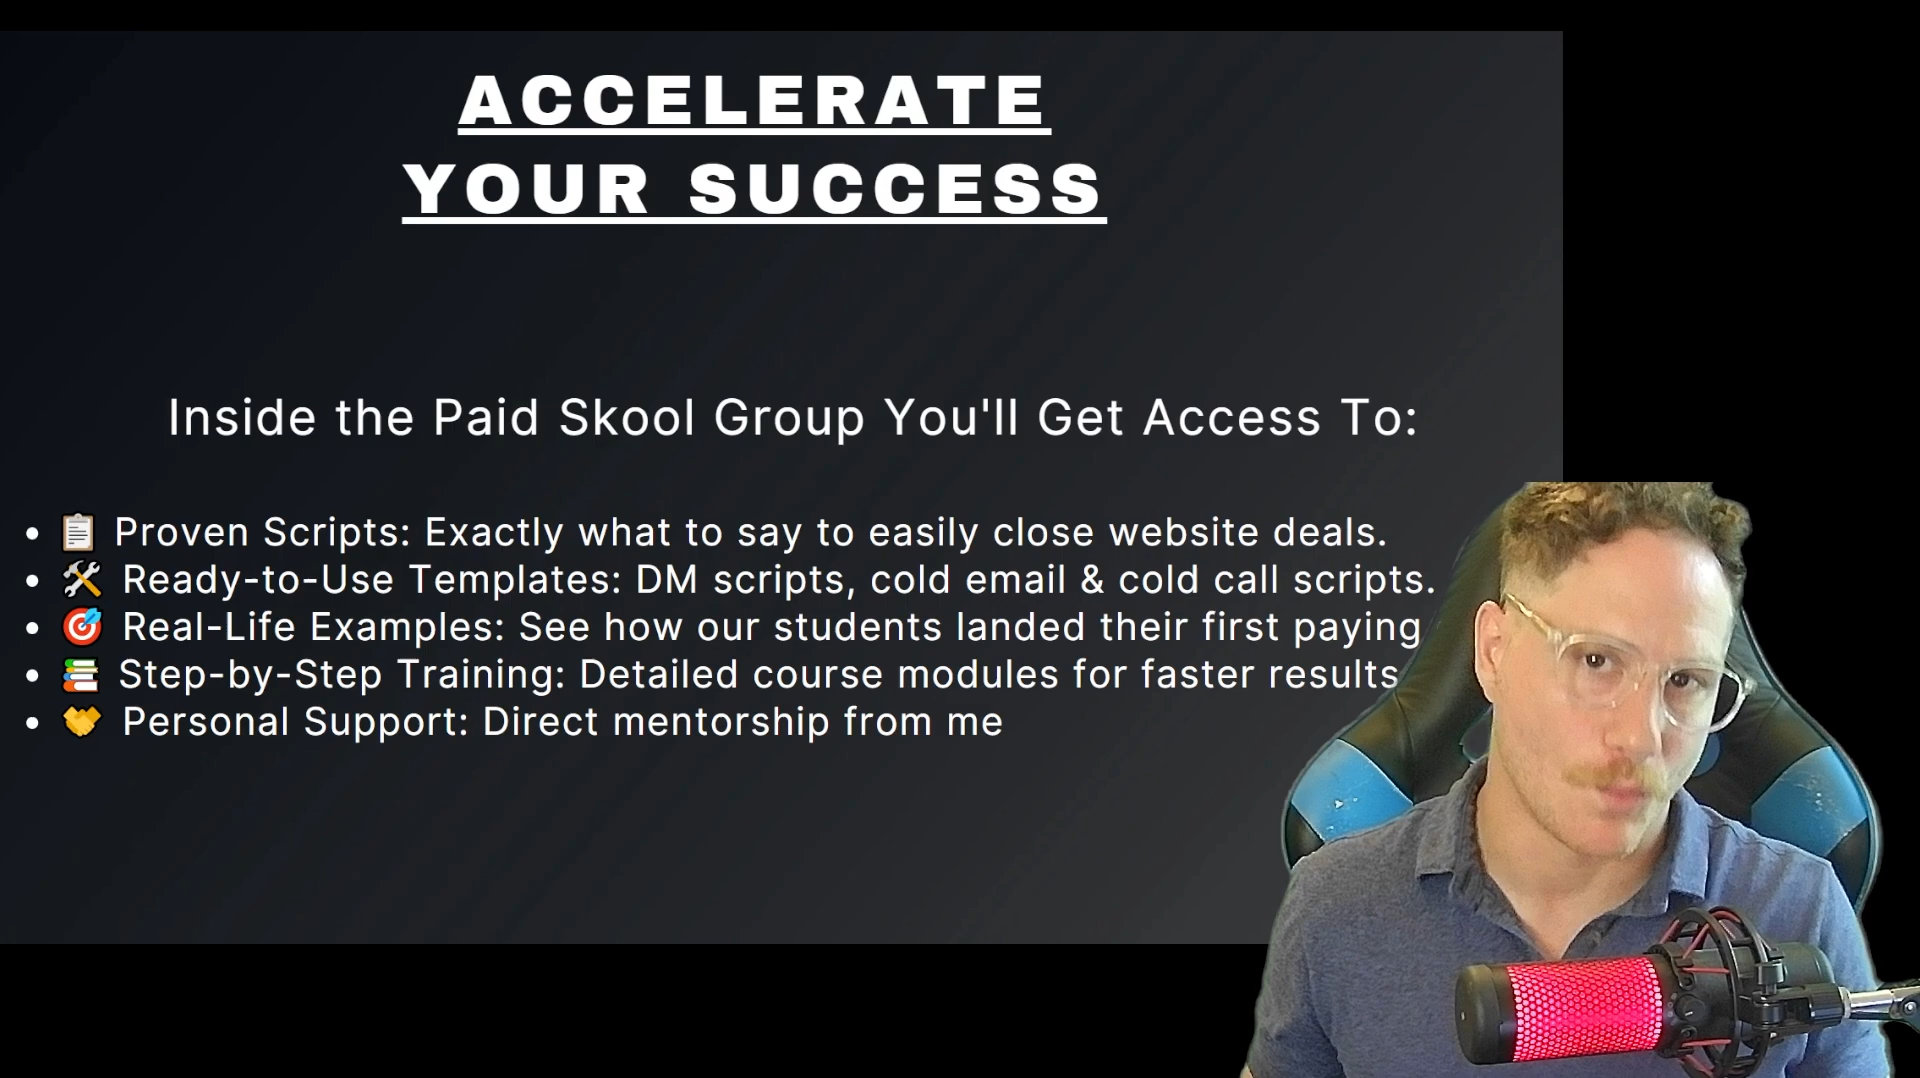 ACCELERATE
YOUR SUCCESS
Inside the Paid Skool Group You'll Get Access To:
• 📋 Proven Scripts: Exactly what to say to easily close website deals.
• 🛠️ Ready-to-Use Templates: DM scripts, cold email & cold call scripts.
• 🎯 Real-Life Examples: See how our students landed their first paying
• 📚 Step-by-Step Training: Detailed course modules for faster results
• 🤝 Personal Support: Direct mentorship from me